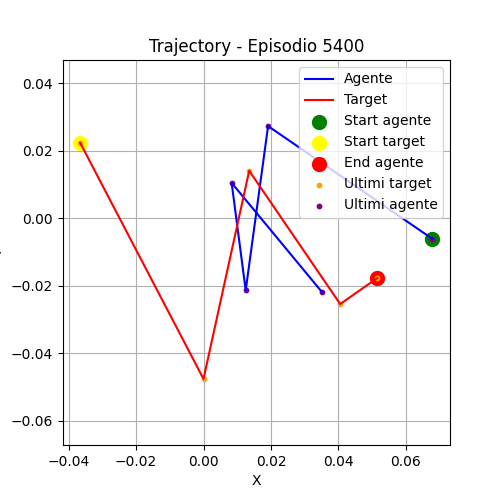 Trajectory - Episodio 5400
Agente
Target
Start agente
Start target
End agente
Ultimi target
Ultimi agente
0.04
0.02
0.00
−0.02
−0.04
−0.06
−0.04
−0.02
0.00
0.02
0.04
0.06
X